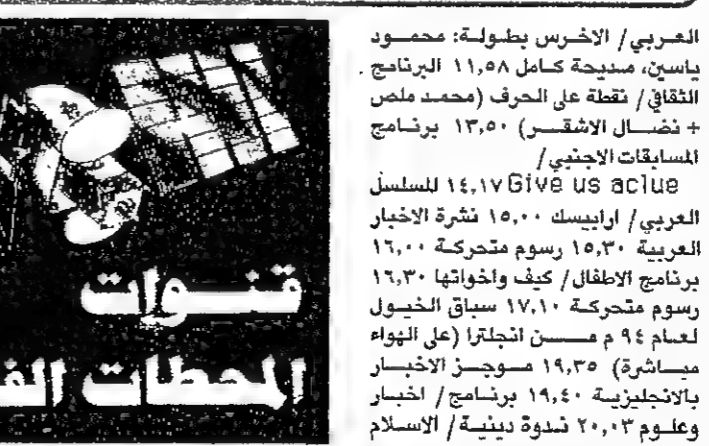 العربي/ الاخرس بطولة: محمود
ياسين، مديحة كامل ١١,٥٨ البرنامج
الثقافي/ نقطة على الحرف (محمد ملص
+ نضال الاشقر) ١٣,٥٠ برنامج
المسابقات الاجنبي/
Give us aclue ١٤,١٧ المسلسل
العربي/ ارابيسك ١٥,٠٠ نشرة الاخبار
العربية ١٥,٣٠ رسوم متحركة ١٦,٠٠
برنامج الاطفال/ كيف واخواتها ١٦,٣٠
رسوم متحركة ١٧,١٠ سباق الخيول
لعام ٩٤ م من انجلترا (على الهواء
مباشرة) ١٩,٣٥ موجز الاخبار
بالانجليزية ١٩,٤٠ برنامج/ اخبار
وعلوم ٢٠,٠٣ ندوة دينية/ الاسلام
قنوات
المحطات